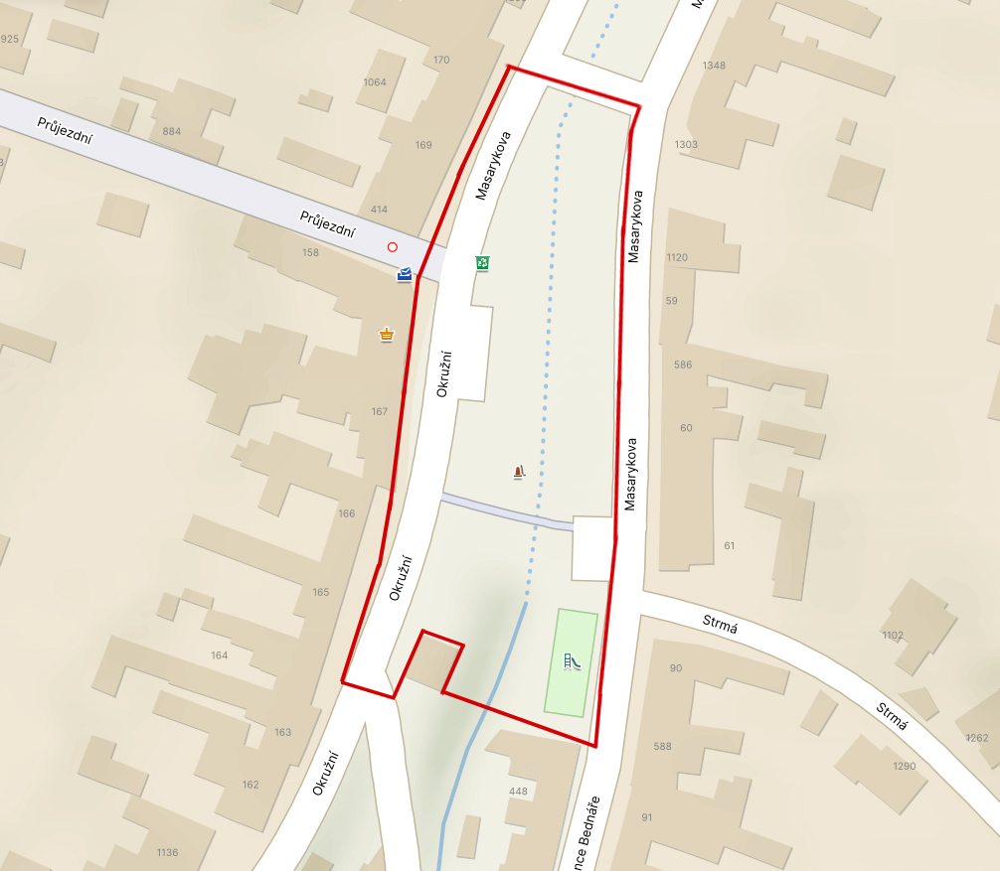 925
170
1064
1348
Průjezdní
884
169
1303
Masarykova
Masarykova
414
Průjezdní
158
1120
59
586
Okružní
167
60
Masarykova
166
61
Okružní
165
Strmá
1102
164
90
Strmá
163
588
1262
Okružní
1290
162
448
91
nce Bednáře
1136